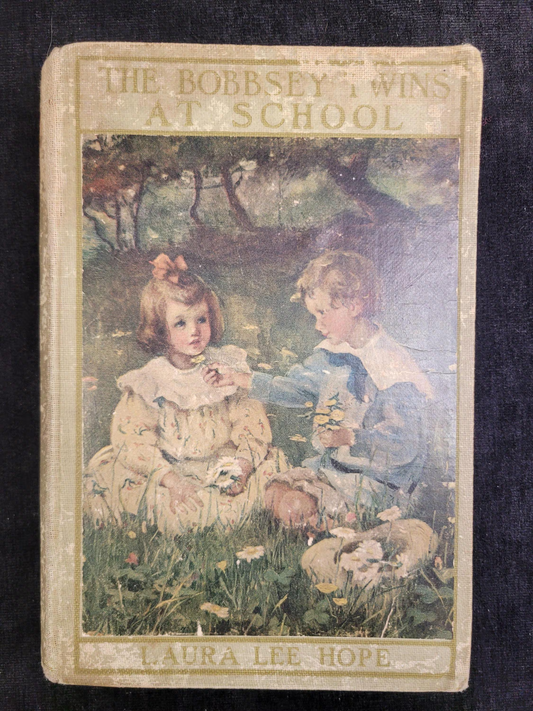 THE BOBBSEY TWINS
AT SCHOOL
LAURA LEE HOPE